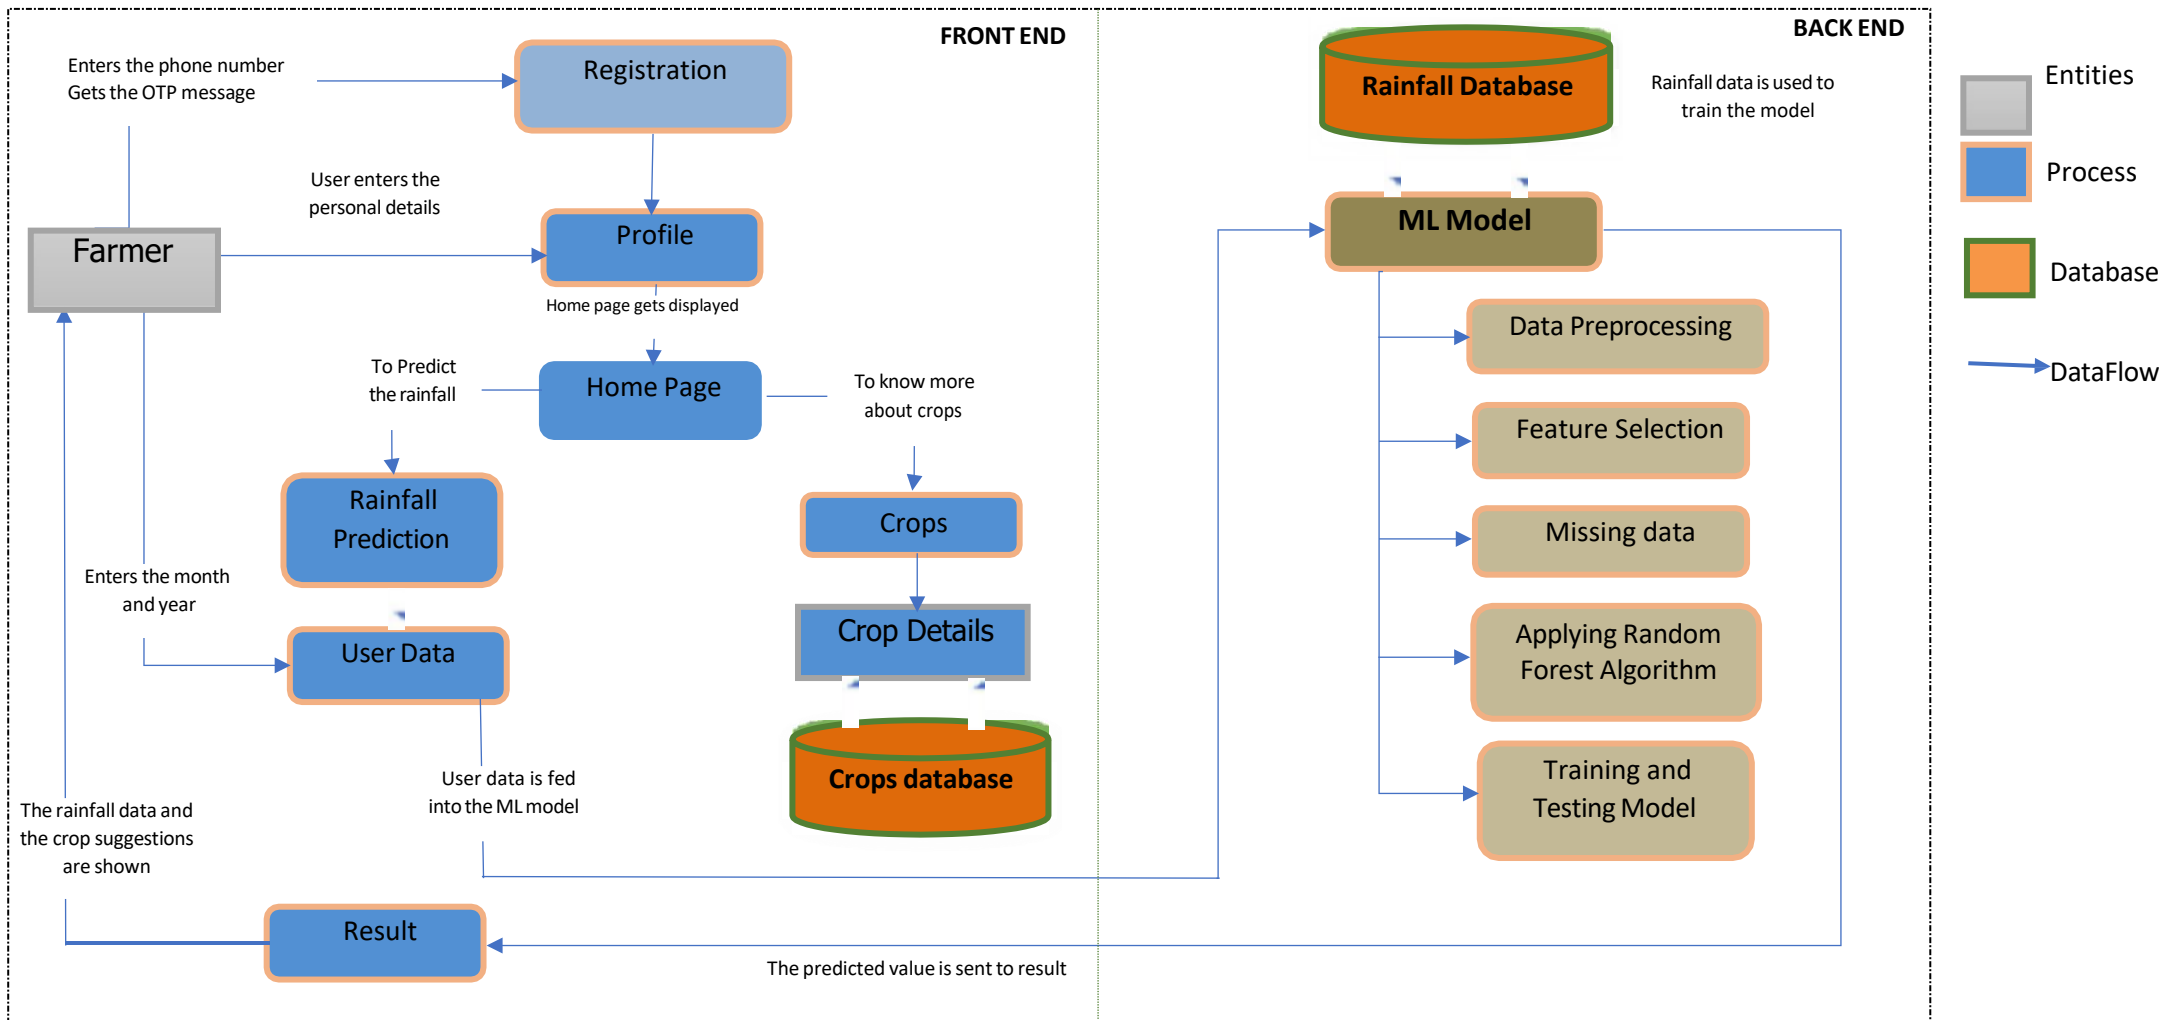 FRONT END
BACK END
Enters the phone number
Gets the OTP message
Registration
Rainfall Database
Rainfall data is used to
train the model
Entities
Process
Database
DataFlow
User enters the
personal details
Farmer
Profile
ML Model
Home page gets displayed
To Predict
the rainfall
Home Page
To know more
about crops
Data Preprocessing
Feature Selection
Missing data
Applying Random
Forest Algorithm
Training and
Testing Model
Rainfall
Prediction
Crops
Enters the month
and year
User Data
Crop Details
Crops database
User data is fed
into the ML model
The rainfall data and
the crop suggestions
are shown
Result
The predicted value is sent to result